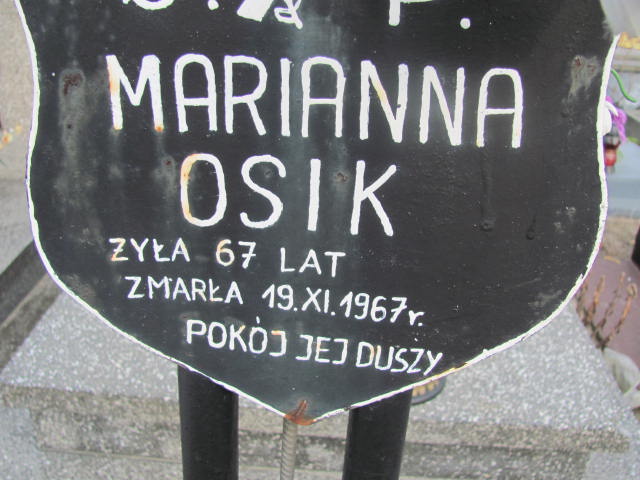 Ś. P.
MARIANNA
OSIK
ŻYŁA 67 LAT
ZMARŁA 19.XI.1967r.
POKÓJ JEJ DUSZY